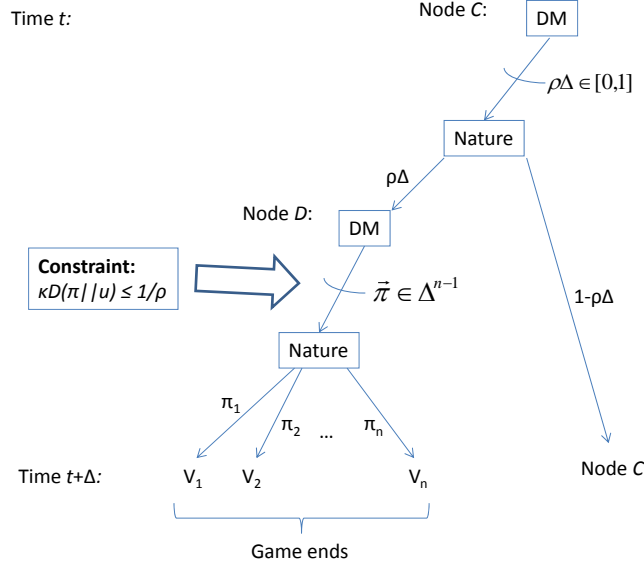 Time t:
Node C:
DM
ρΔ ∈ [0,1]
Nature
ρΔ
Node D:
DM
Constraint:
κD(π||u) ≤ 1/ρ
π⃗ ∈ Δⁿ⁻¹
1-ρΔ
Nature
π₁
π₂
...
πₙ
Time t+Δ:
V₁
V₂
Vₙ
Node C
Game ends